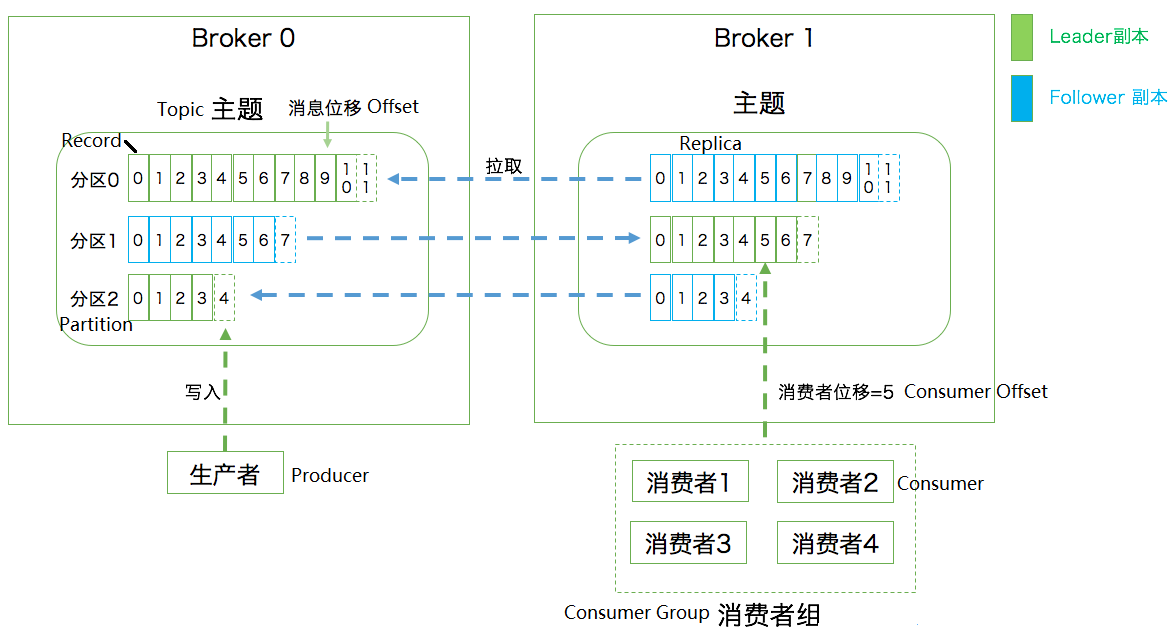 Broker 0
Broker 1
Leader副本
Follower 副本
Topic 主题
消息位移 Offset
主题
Record
Replica
分区0 0 1 2 3 4 5 6 7 8 9 10 11
拉取
0 1 2 3 4 5 6 7 8 9 10 11
分区1 0 1 2 3 4 5 6 7
0 1 2 3 4 5 6 7
分区2 0 1 2 3 4
0 1 2 3 4
Partition
写入
消费者位移=5 Consumer Offset
生产者 Producer
消费者1
消费者2 Consumer
消费者3
消费者4
Consumer Group 消费者组